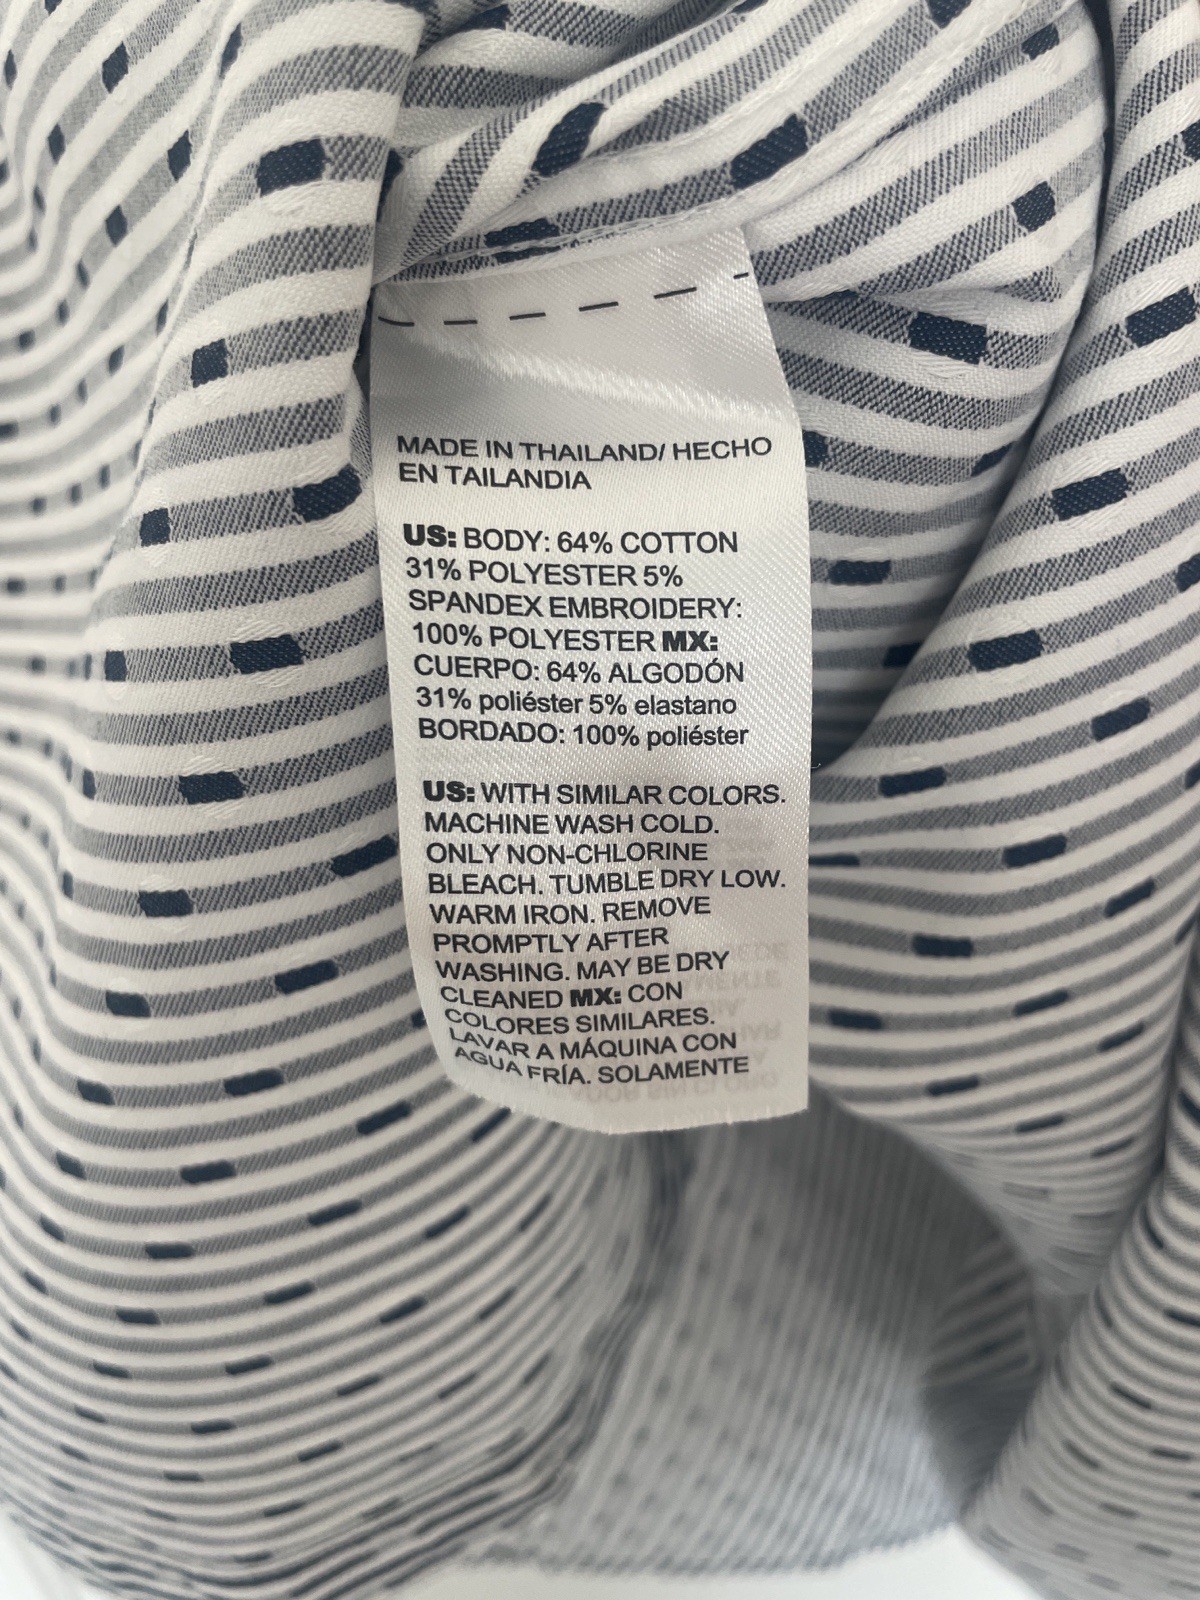 MADE IN THAILAND/ HECHO
EN TAILANDIA
US: BODY: 64% COTTON
31% POLYESTER 5%
SPANDEX EMBROIDERY:
100% POLYESTER MX:
CUERPO: 64% ALGODÓN
31% poliéster 5% elastano
BORDADO: 100% poliéster
US: WITH SIMILAR COLORS.
MACHINE WASH COLD.
ONLY NON-CHLORINE
BLEACH. TUMBLE DRY LOW.
WARM IRON. REMOVE
PROMPTLY AFTER
WASHING. MAY BE DRY
CLEANED MX: CON
COLORES SIMILARES.
LAVAR A MÁQUINA CON
AGUA FRÍA. SOLAMENTE